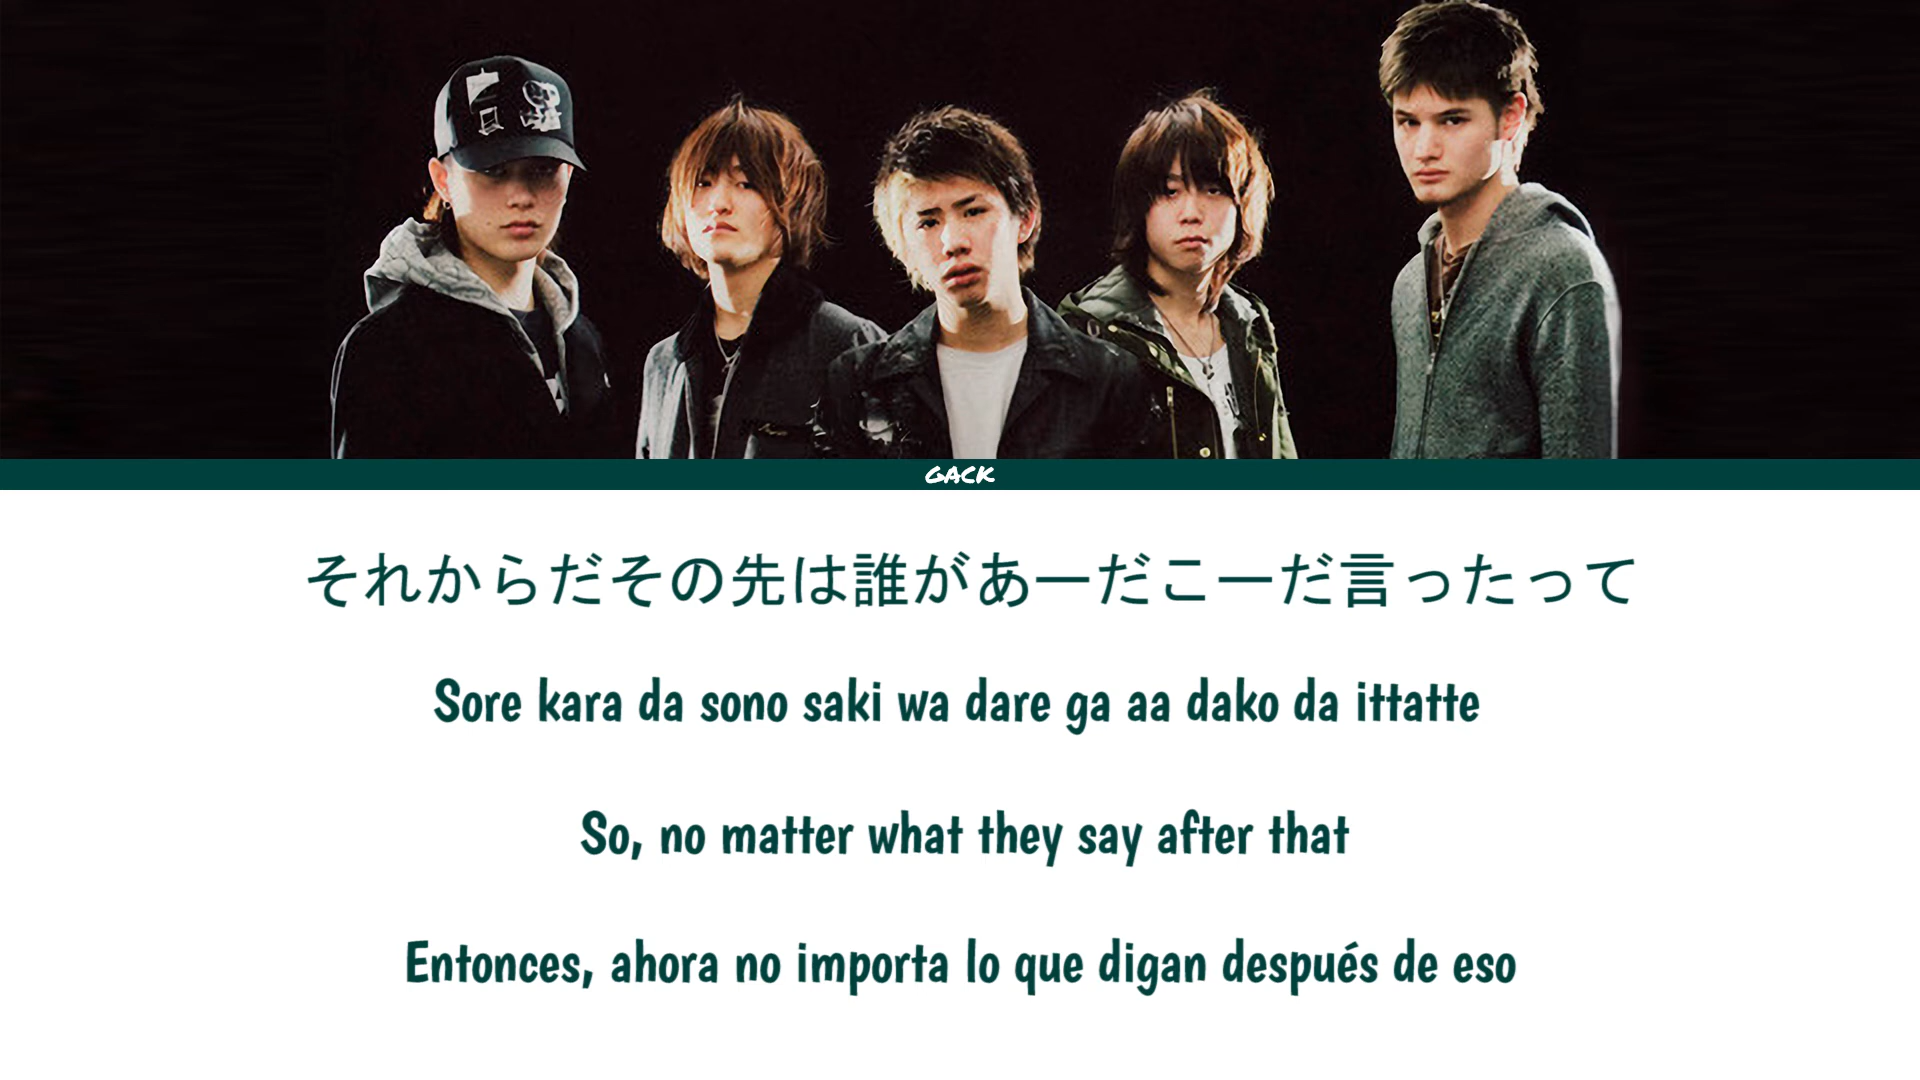 GACK
それからだその先は誰があーだこーだ言ったって
Sore kara da sono saki wa dare ga aa dako da ittatte
So, no matter what they say after that
Entonces, ahora no importa lo que digan después de eso